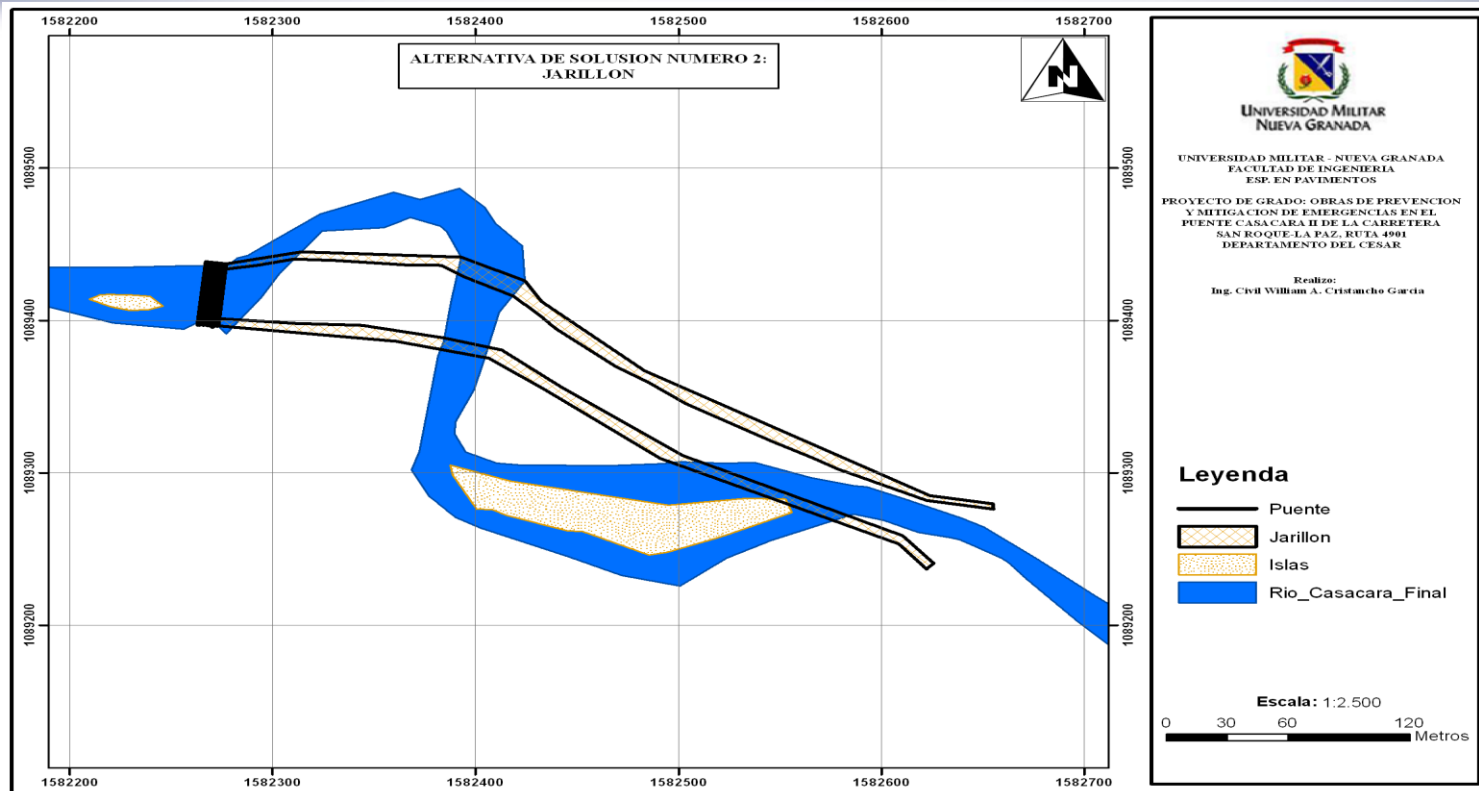 1582200 1582300 1582400 1582500 1582600 1582700
ALTERNATIVA DE SOLUSION NUMERO 2:
JARILLON
N
1089500 1089500
1089400 1089400
1089300 1089300
1089200 1089200
1582200 1582300 1582400 1582500 1582600 1582700
UNIVERSIDAD MILITAR
NUEVA GRANADA
UNIVERSIDAD MILITAR - NUEVA GRANADA
FACULTAD DE INGENIERIA
ESP. EN PAVIMENTOS
PROYECTO DE GRADO: OBRAS DE PREVENCION
Y MITIGACION DE EMERGENCIAS EN EL
PUENTE CASACARA II DE LA CARRETERA
SAN ROQUE-LA PAZ, RUTA 4901
DEPARTAMENTO DEL CESAR
Realizo:
Ing. Civil William A. Cristancho Garcia
Leyenda
Puente
Jarillon
Islas
Rio_Casacara_Final
Escala: 1:2.500
0 30 60 120
Metros